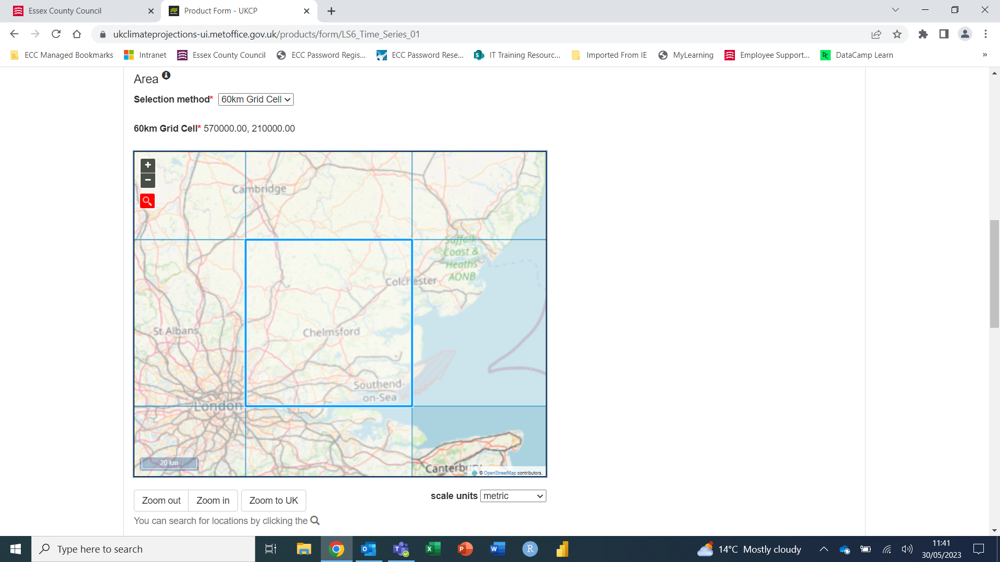 Essex County Council
Product Form - UKCP
ukclimateprojections-ui.metoffice.gov.uk/products/form/LS6_Time_Series_01
ECC Managed Bookmarks
Intranet
Essex County Council
ECC Password Regis...
ECC Password Rese...
IT Training Resourc...
Imported From IE
MyLearning
Employee Support...
DataCamp Learn
»
Area
Selection method* 60km Grid Cell
60km Grid Cell* 570000.00, 210000.00
+
−
Cambridge
Suffolk
Coast &
Heaths
AONB
Colchester
St Albans
Chelmsford
Southend-
on-Sea
London
20 km
© OpenStreetMap contributors.
Zoom out
Zoom in
Zoom to UK
scale units metric
You can search for locations by clicking the
Type here to search
14°C Mostly cloudy
11:41
30/05/2023